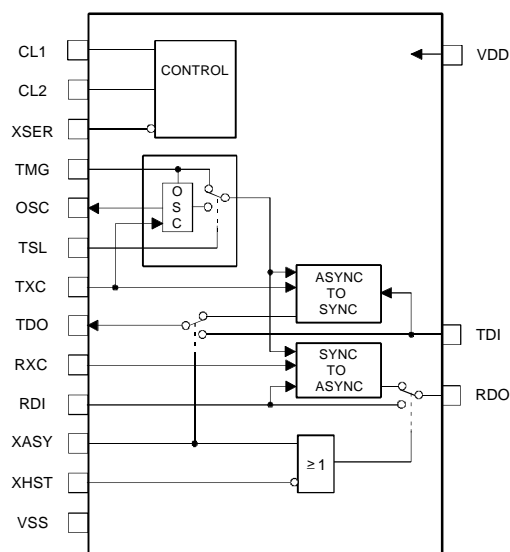 CL1
CL2
XSER
TMG
OSC
TSL
TXC
TDO
RXC
RDI
XASY
XHST
VSS
CONTROL
O
S
C
ASYNC
TO
SYNC
SYNC
TO
ASYNC
≥ 1
VDD
TDI
RDO